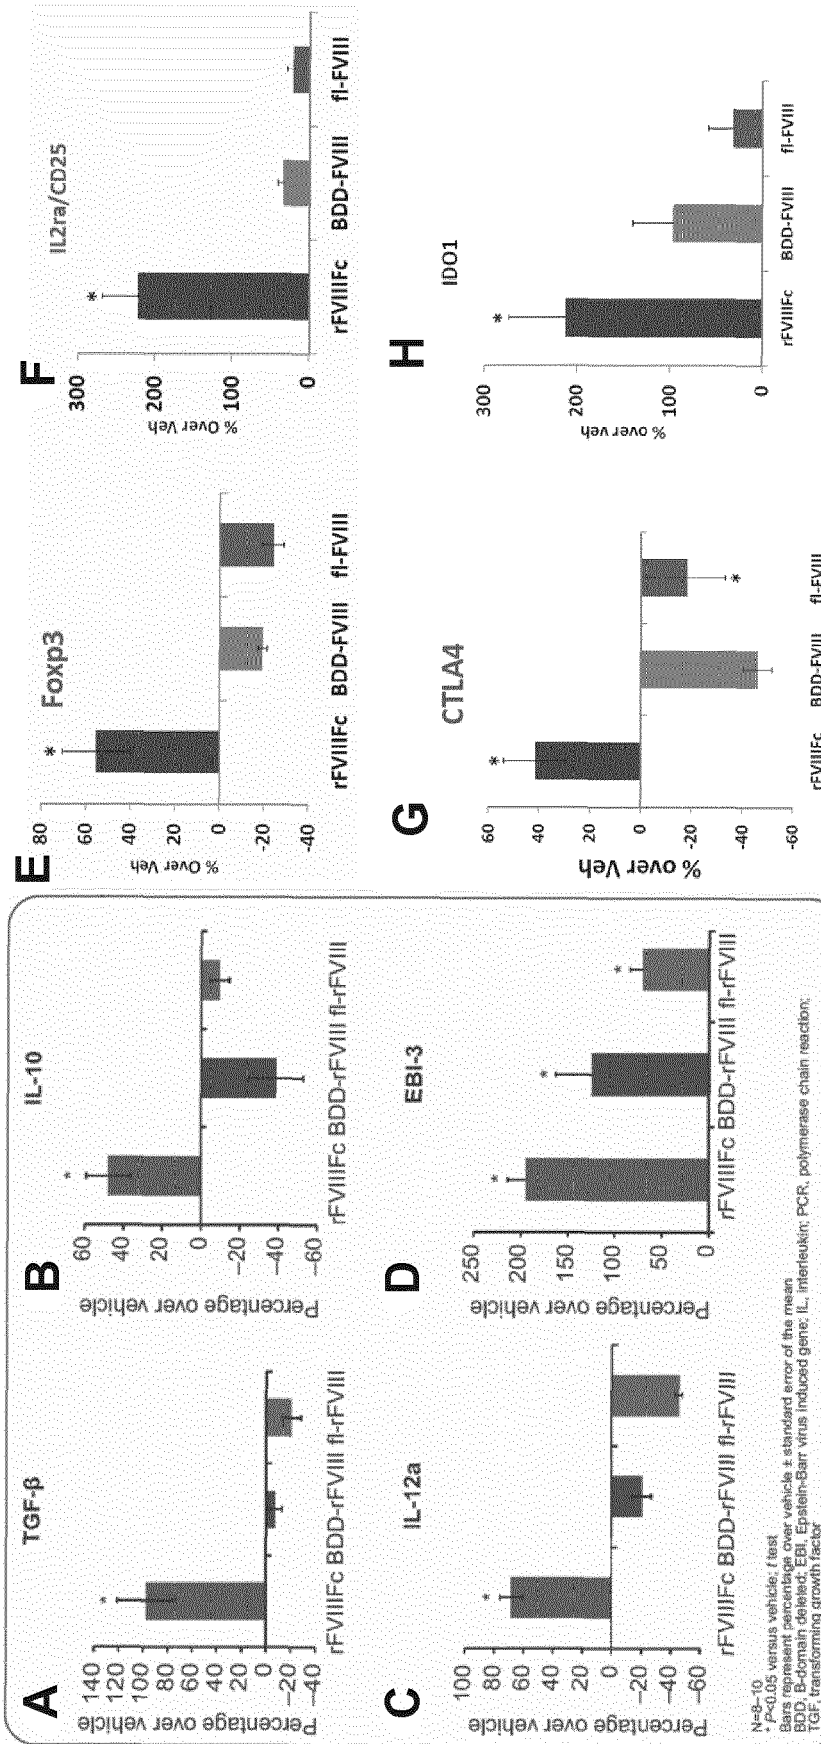 A
TGF-β
Percentage over vehicle
140
120
100
80
60
40
20
0
-20
-40
*
rFVIIIFc BDD-rFVIII fl-rFVIII
B
IL-10
Percentage over vehicle
60
40
20
0
-20
-40
-60
*
rFVIIIFc BDD-rFVIII fl-rFVIII
C
IL-12a
Percentage over vehicle
100
80
60
40
20
0
-20
-40
-60
*
rFVIIIFc BDD-rFVIII fl-rFVIII
D
EBI-3
Percentage over vehicle
250
200
150
100
50
0
*
*
*
rFVIIIFc BDD-rFVIII fl-rFVIII
N=8–10
* P<0.05 versus vehicle; t test
Bars represent percentage over vehicle ± standard error of the mean
BDD, B-domain deleted; EBI, Epstein-Barr virus induced gene; IL, interleukin; PCR, polymerase chain reaction;
TGF, transforming growth factor
E
Foxp3
% Over Veh
80
60
40
20
0
-20
-40
*
rFVIIIFc BDD-FVIII fl-FVIII
F
IL2ra/CD25
% Over Veh
300
200
100
0
*
rFVIIIFc BDD-FVIII fl-FVIII
G
CTLA4
% over Veh
60
40
20
0
-20
-40
-60
*
*
rFVIIIFc BDD-FVIII fl-FVIII
H
IDO1
% over veh
300
200
100
0
*
rFVIIIFc BDD-FVIII fl-FVIII